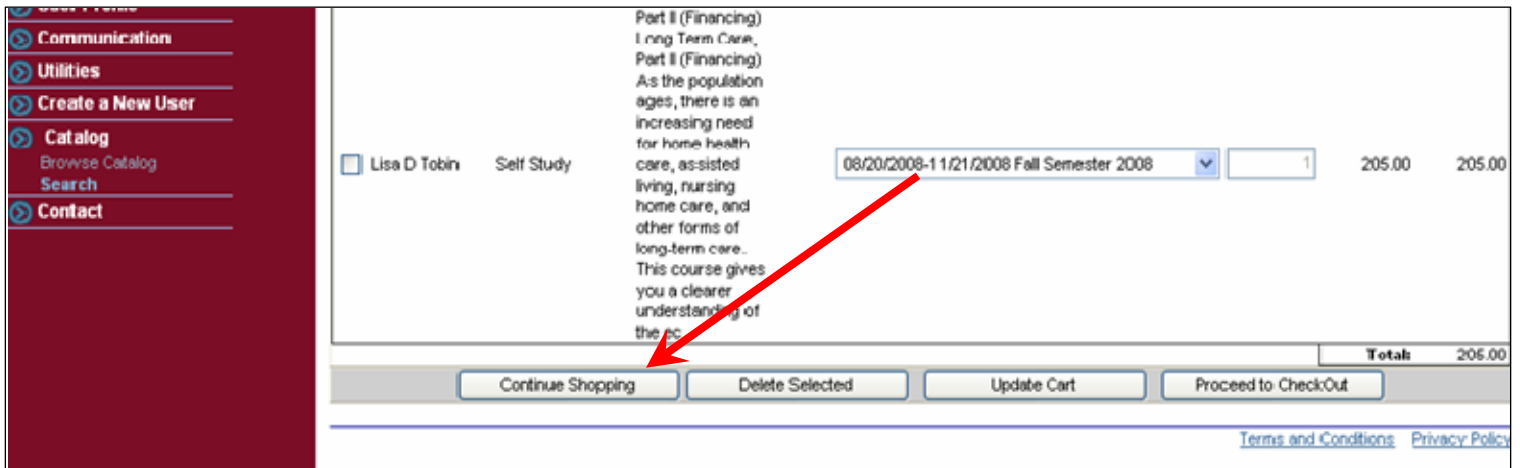 User Profile
Communication
Utilities
Create a New User
Catalog
Browse Catalog
Search
Contact
Part II (Financing)
Long Term Care,
Part II (Financing)
As the population
ages, there is an
increasing need
for home health
care, assisted
living, nursing
home care, and
other forms of
long-term care..
This course gives
you a clearer
understanding of
the ec
Lisa D Tobin
Self Study
08/20/2008-11/21/2008 Fall Semester 2008
1
205.00
205.00
Total: 205.00
Continue Shopping
Delete Selected
Update Cart
Proceed to CheckOut
Terms and Conditions Privacy Policy